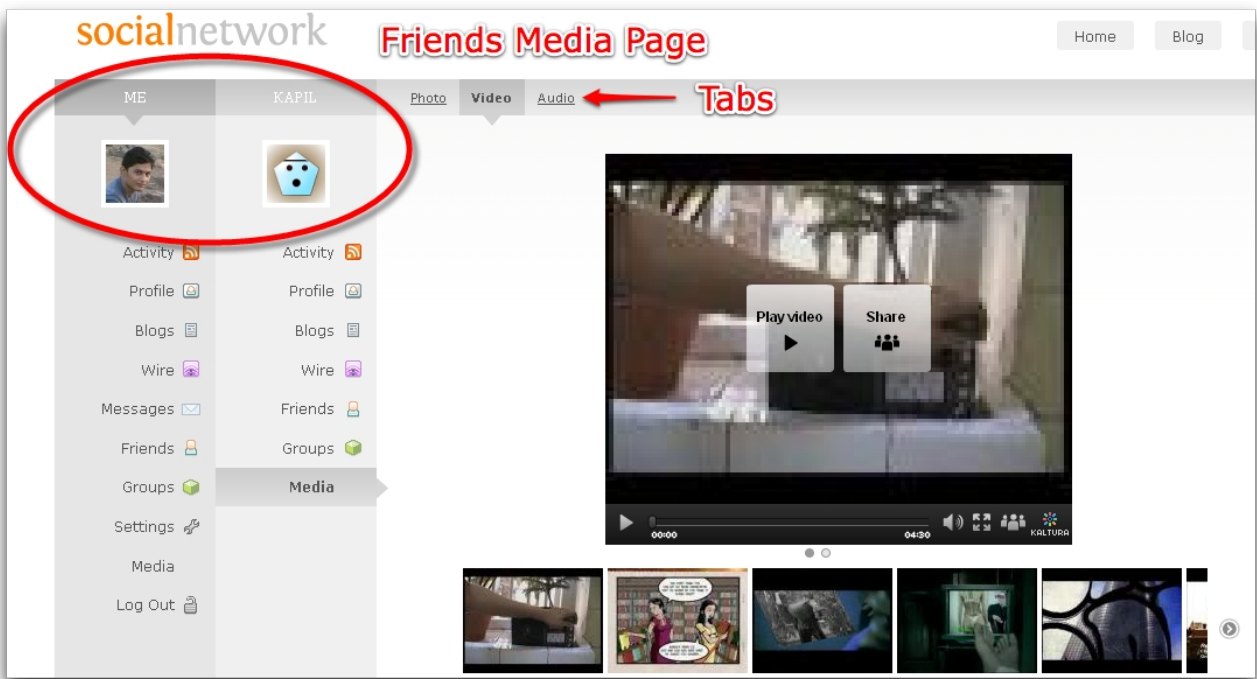 socialnetwork
Friends Media Page
Home
Blog
ME
KAPIL
Photo
Video
Audio
Tabs
Activity
Profile
Blogs
Wire
Messages
Friends
Groups
Settings
Media
Log Out
Activity
Profile
Blogs
Wire
Friends
Groups
Media
Play video
Share
00:00
04:30
KALTURA